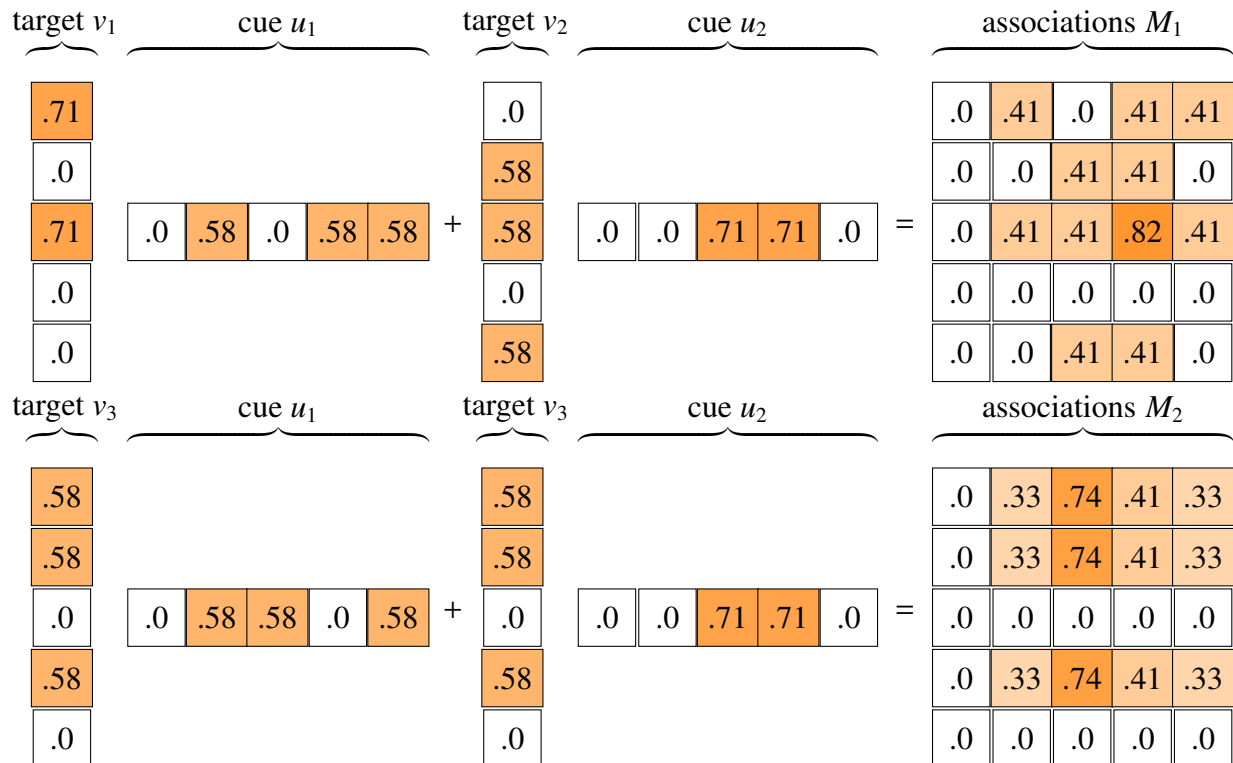 target v₁ cue u₁ target v₂ cue u₂ associations M₁
.71 .0 .0 .41 .0 .41 .41
.0 .58 .0 .0 .41 .41 .0
.71 .0 .58 .0 .58 .58 + .58 .0 .0 .71 .71 .0 = .0 .41 .41 .82 .41
.0 .0 .0 .0 .0 .0 .0
.0 .58 .0 .0 .41 .41 .0
target v₃ cue u₁ target v₃ cue u₂ associations M₂
.58 .58 .0 .33 .74 .41 .33
.58 .58 .0 .33 .74 .41 .33
.0 .0 .58 .58 .0 .58 + .0 .0 .0 .71 .71 .0 = .0 .0 .0 .0 .0
.58 .58 .0 .33 .74 .41 .33
.0 .0 .0 .0 .0 .0 .0